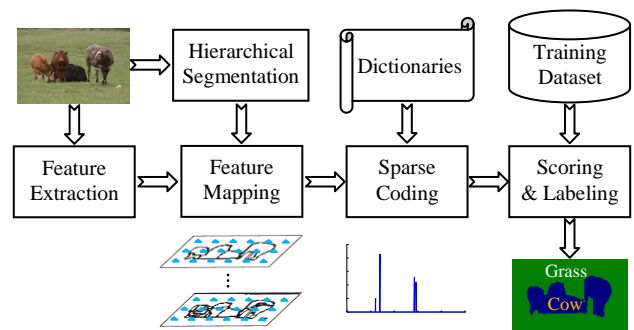 Hierarchical
Segmentation
Dictionaries
Training
Dataset
Feature
Extraction
Feature
Mapping
Sparse
Coding
Scoring
& Labeling
Grass
Cow